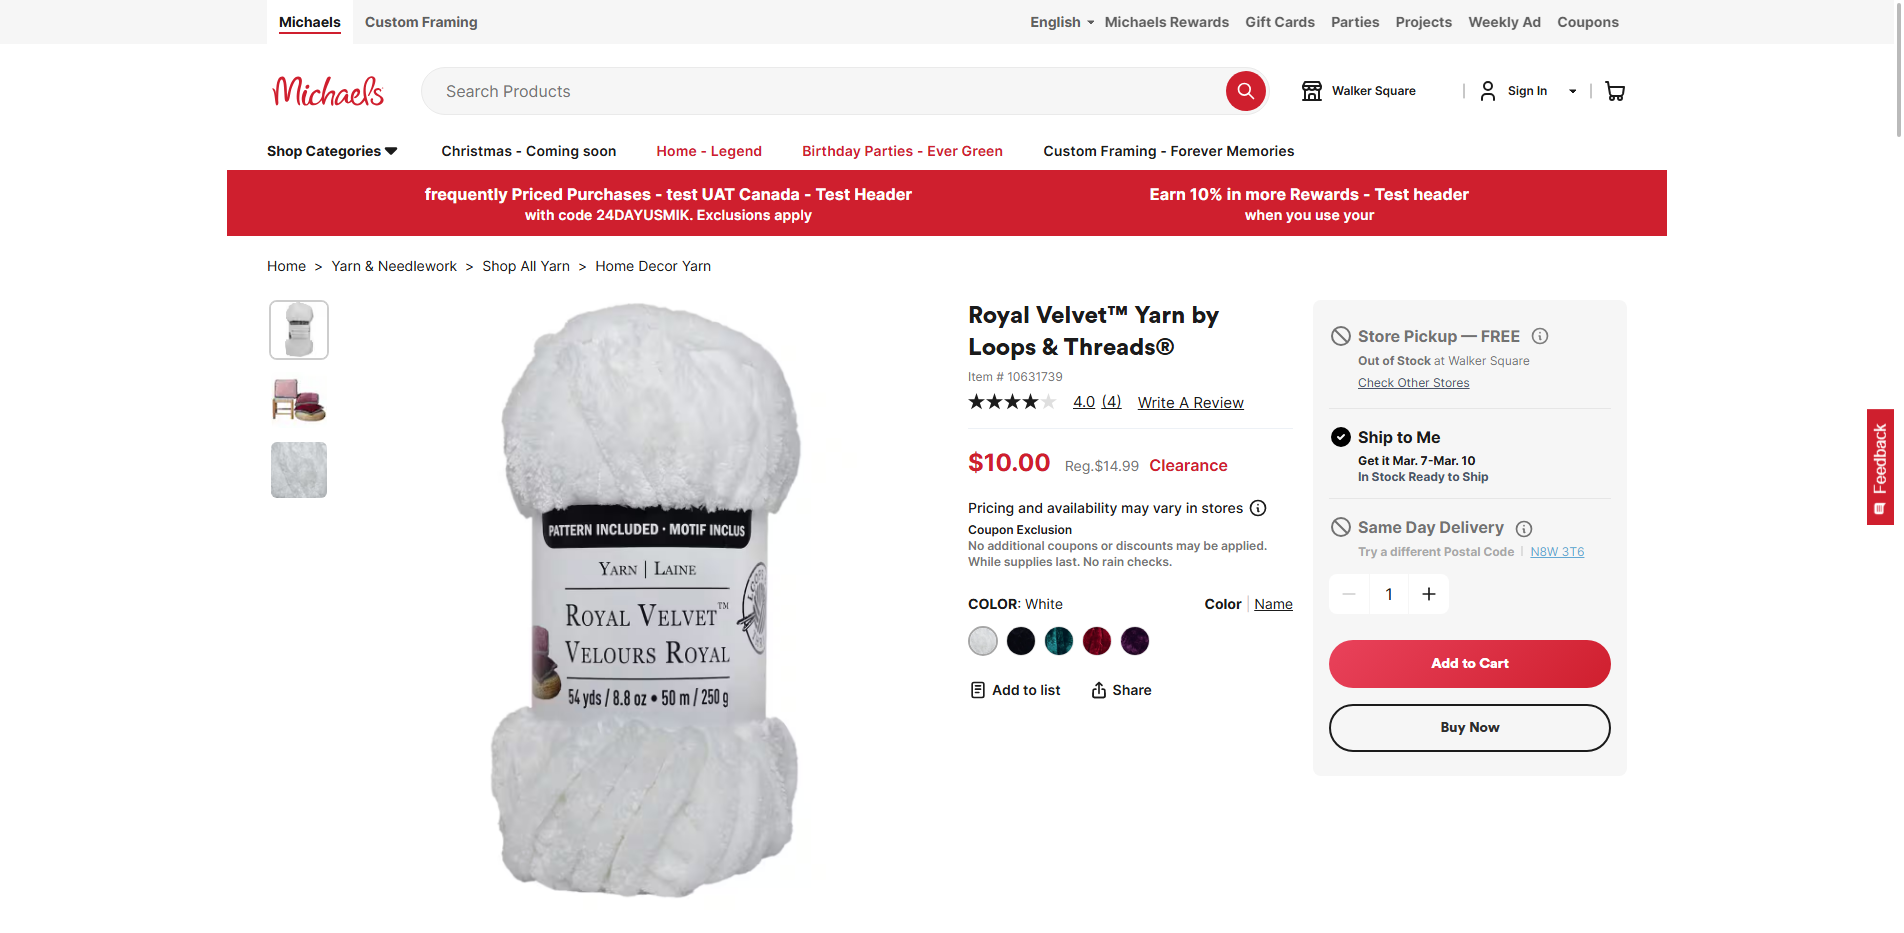 Michaels
Custom Framing
English
Michaels Rewards
Gift Cards
Parties
Projects
Weekly Ad
Coupons
Michaels
Search Products
Walker Square
Sign In
Shop Categories
Christmas - Coming soon
Home - Legend
Birthday Parties - Ever Green
Custom Framing - Forever Memories
frequently Priced Purchases - test UAT Canada - Test Header
with code 24DAYUSMIK. Exclusions apply
Earn 10% in more Rewards - Test header
when you use your
Home > Yarn & Needlework > Shop All Yarn > Home Decor Yarn
PATTERN INCLUDED • MOTIF INCLUS
YARN | LAINE
ROYAL VELVET™
VELOURS ROYAL
54 yds / 8.8 oz • 50 m / 250 g
Royal Velvet™ Yarn by
Loops & Threads®
Item # 10631739
4.0 (4) Write A Review
$10.00 Reg.$14.99 Clearance
Pricing and availability may vary in stores
Coupon Exclusion
No additional coupons or discounts may be applied.
While supplies last. No rain checks.
COLOR: White
Color | Name
Add to list
Share
Store Pickup — FREE
Out of Stock at Walker Square
Check Other Stores
Ship to Me
Get it Mar. 7-Mar. 10
In Stock Ready to Ship
Same Day Delivery
Try a different Postal Code | N8W 3T6
1
Add to Cart
Buy Now
Feedback